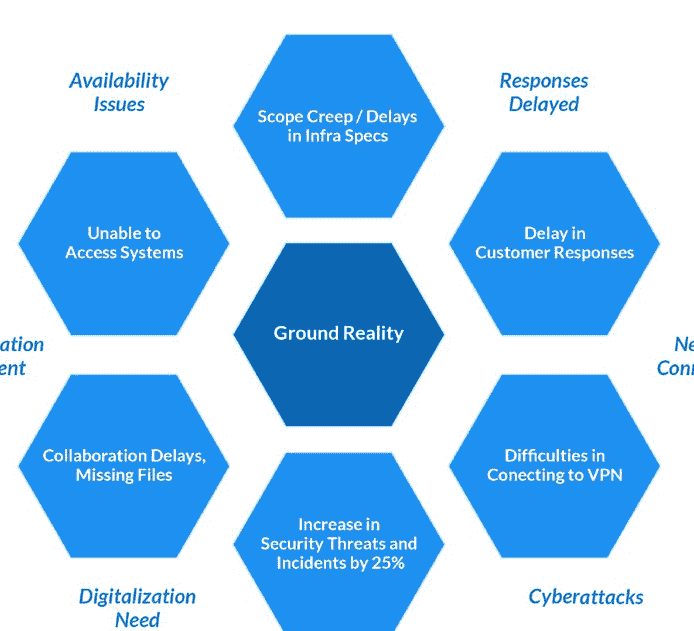 Availability
Issues
Responses
Delayed
Scope Creep / Delays
in Infra Specs
Unable to
Access Systems
Delay in
Customer Responses
Ground Reality
ation
ent
Ne
Conn
Collaboration Delays,
Missing Files
Difficulties in
Conecting to VPN
Increase in
Security Threats and
Incidents by 25%
Digitalization
Need
Cyberattacks